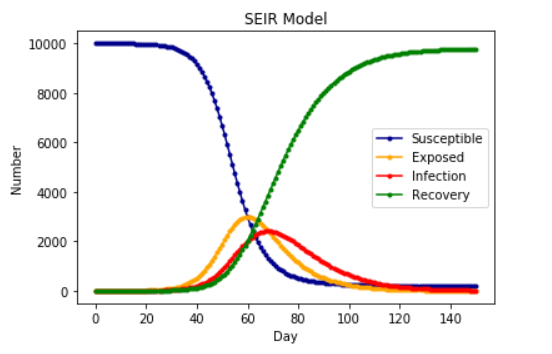 SEIR Model
10000
8000
6000
4000
2000
0
Number
Susceptible
Exposed
Infection
Recovery
0 20 40 60 80 100 120 140
Day